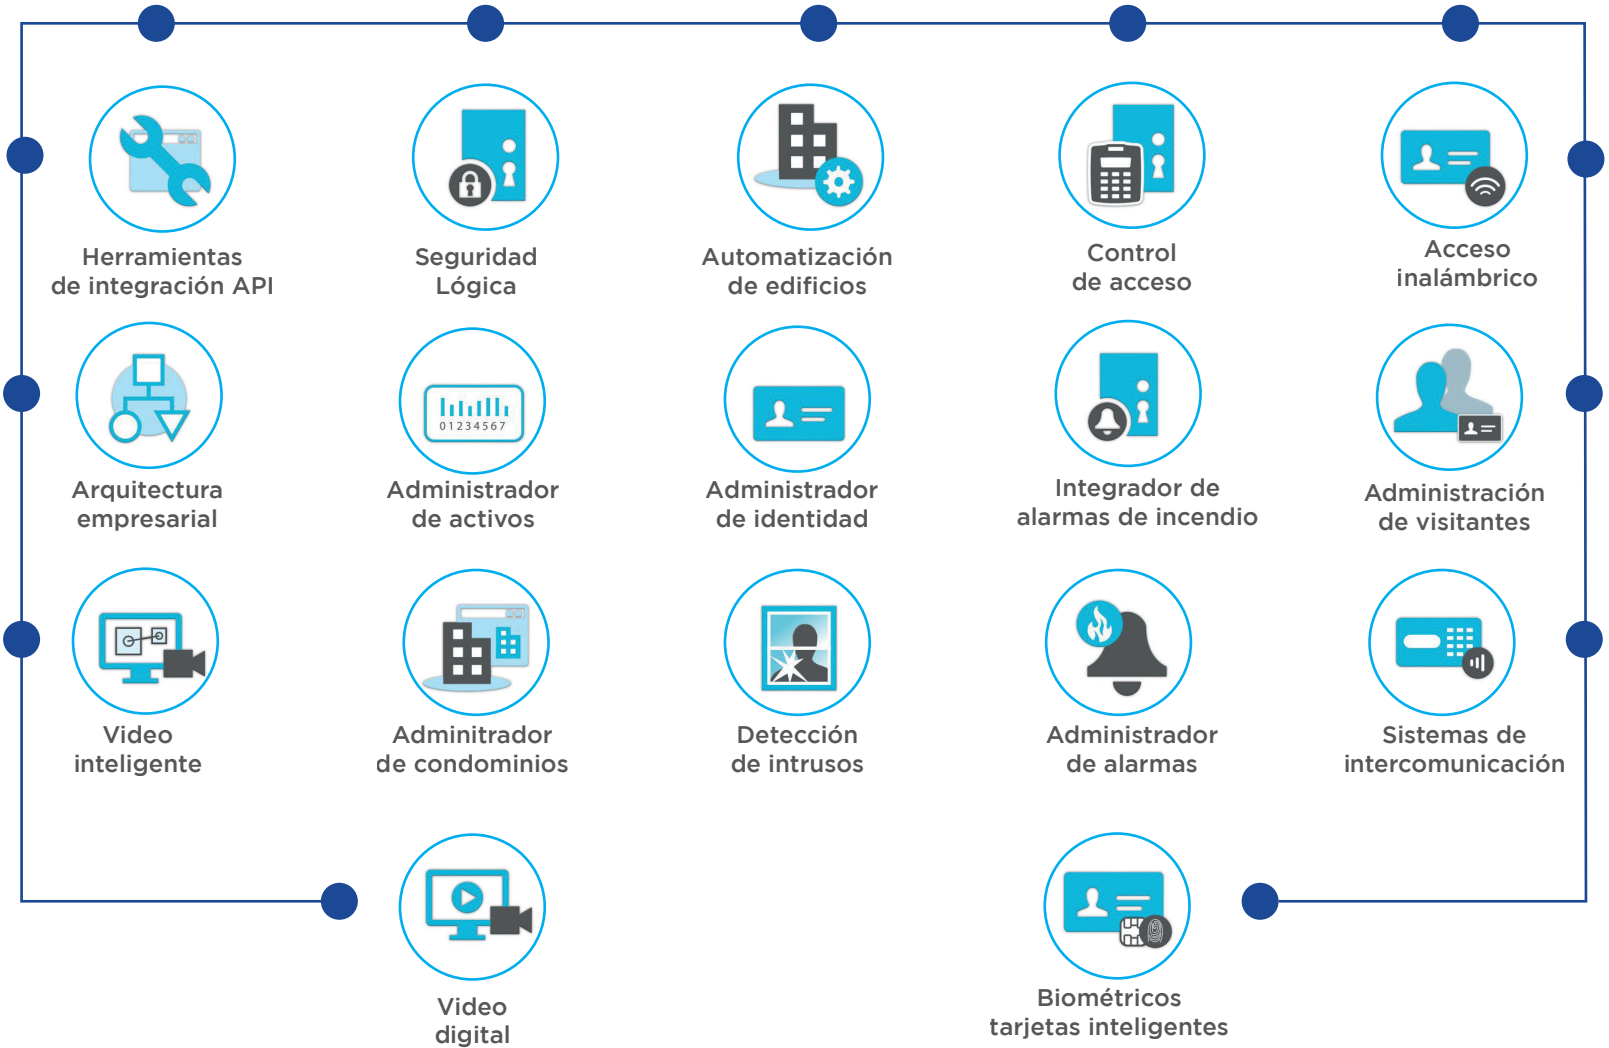 Herramientas
de integración API
Seguridad
Lógica
Automatización
de edificios
Control
de acceso
Acceso
inalámbrico
Arquitectura
empresarial
01234567
Administrador
de activos
Administrador
de identidad
Integrador de
alarmas de incendio
Administración
de visitantes
Video
inteligente
Adminitrador
de condominios
Detección
de intrusos
Administrador
de alarmas
Sistemas de
intercomunicación
Video
digital
Biométricos
tarjetas inteligentes